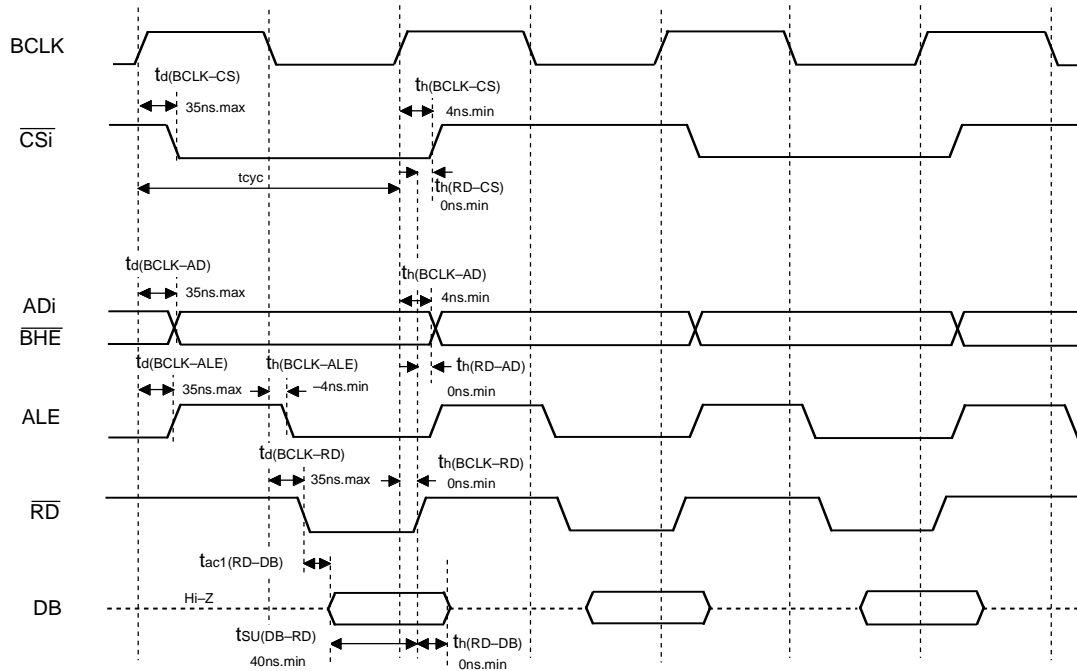 BCLK
td(BCLK–CS)
35ns.max
th(BCLK–CS)
4ns.min
CSi
tcyc
th(RD–CS)
0ns.min
td(BCLK–AD)
35ns.max
th(BCLK–AD)
4ns.min
ADi
BHE
td(BCLK–ALE)
35ns.max
th(BCLK–ALE)
–4ns.min
th(RD–AD)
0ns.min
ALE
td(BCLK–RD)
35ns.max
th(BCLK–RD)
0ns.min
RD
tac1(RD–DB)
DB
Hi–Z
tSU(DB–RD)
40ns.min
th(RD–DB)
0ns.min